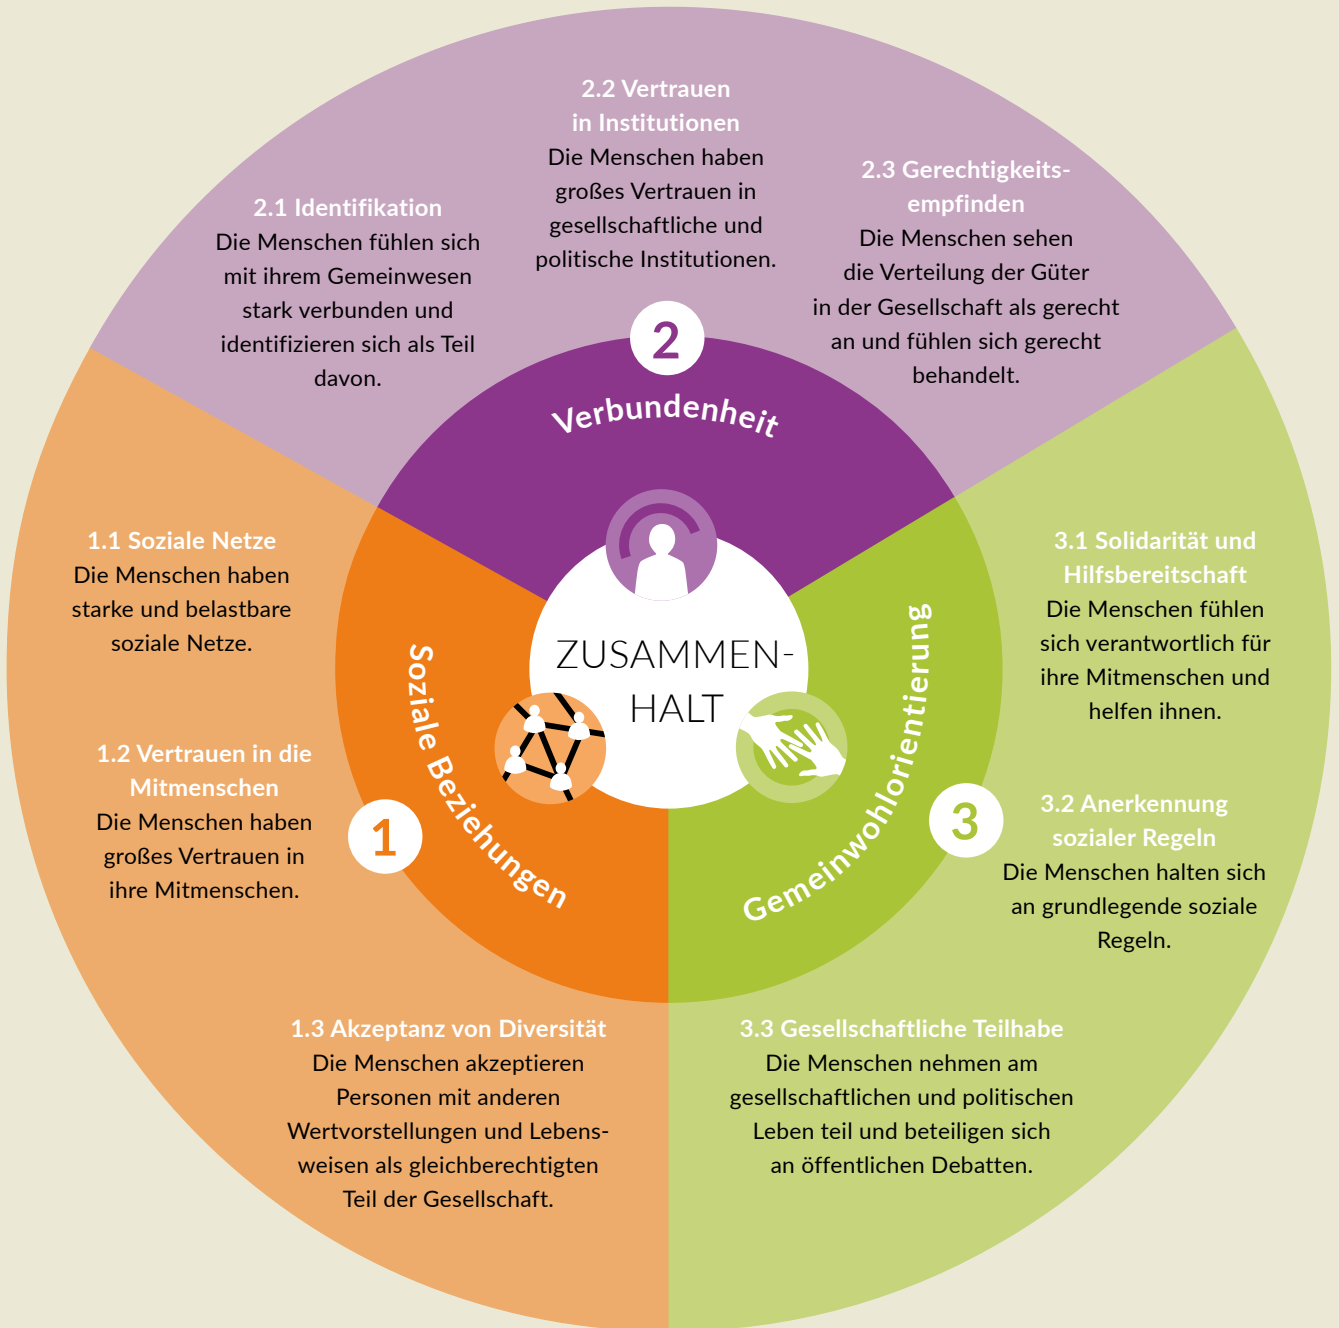 ZUSAMMEN-
HALT
1
Soziale Beziehungen
1.1 Soziale Netze
Die Menschen haben
starke und belastbare
soziale Netze.
1.2 Vertrauen in die
Mitmenschen
Die Menschen haben
großes Vertrauen in
ihre Mitmenschen.
1.3 Akzeptanz von Diversität
Die Menschen akzeptieren
Personen mit anderen
Wertvorstellungen und Lebens-
weisen als gleichberechtigten
Teil der Gesellschaft.
2
Verbundenheit
2.1 Identifikation
Die Menschen fühlen sich
mit ihrem Gemeinwesen
stark verbunden und
identifizieren sich als Teil
davon.
2.2 Vertrauen
in Institutionen
Die Menschen haben
großes Vertrauen in
gesellschaftliche und
politische Institutionen.
2.3 Gerechtigkeits-
empfinden
Die Menschen sehen
die Verteilung der Güter
in der Gesellschaft als gerecht
an und fühlen sich gerecht
behandelt.
3
Gemeinwohlorientierung
3.1 Solidarität und
Hilfsbereitschaft
Die Menschen fühlen
sich verantwortlich für
ihre Mitmenschen und
helfen ihnen.
3.2 Anerkennung
sozialer Regeln
Die Menschen halten sich
an grundlegende soziale
Regeln.
3.3 Gesellschaftliche Teilhabe
Die Menschen nehmen am
gesellschaftlichen und politischen
Leben teil und beteiligen sich
an öffentlichen Debatten.